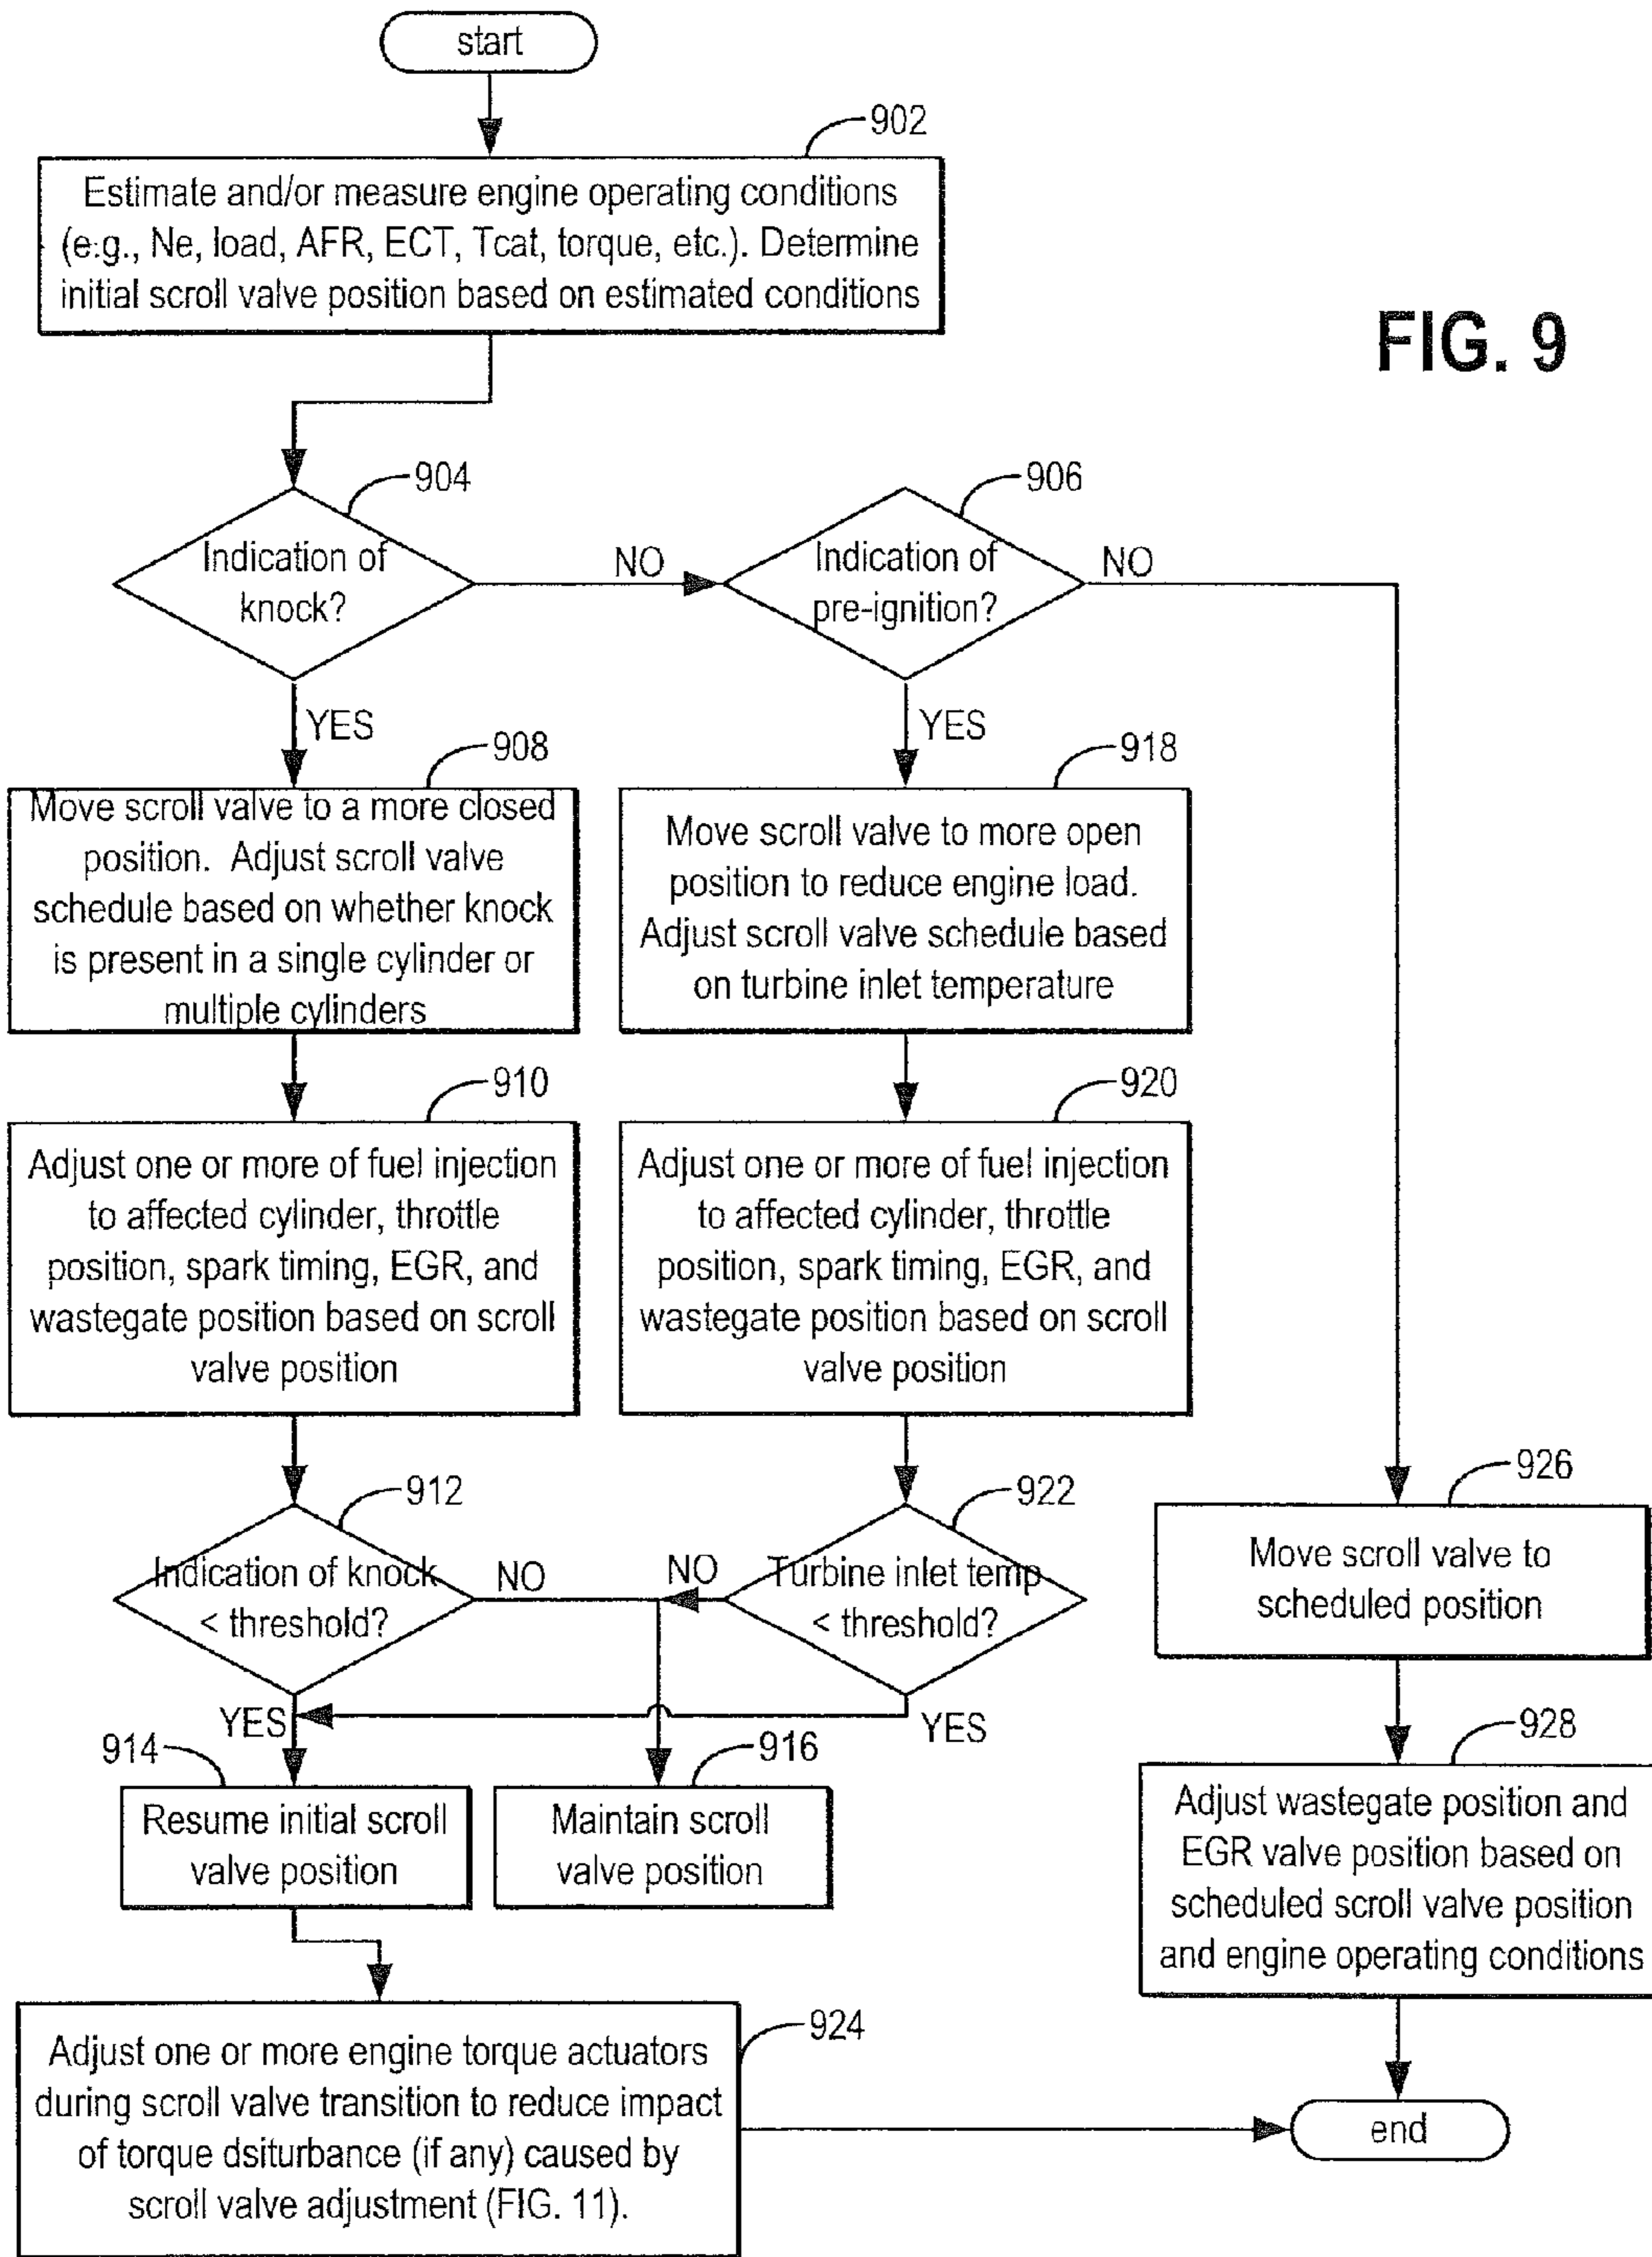 start
902
Estimate and/or measure engine operating conditions
(e.g., Ne, load, AFR, ECT, Tcat, torque, etc.). Determine
initial scroll valve position based on estimated conditions
FIG. 9
904
Indication of
knock?
NO
906
Indication of
pre-ignition?
NO
YES
YES
908
Move scroll valve to a more closed
position. Adjust scroll valve
schedule based on whether knock
is present in a single cylinder or
multiple cylinders
918
Move scroll valve to more open
position to reduce engine load.
Adjust scroll valve schedule based
on turbine inlet temperature
910
Adjust one or more of fuel injection
to affected cylinder, throttle
position, spark timing, EGR, and
wastegate position based on scroll
valve position
920
Adjust one or more of fuel injection
to affected cylinder, throttle
position, spark timing, EGR, and
wastegate position based on scroll
valve position
912
Indication of knock
< threshold?
NO
922
Turbine inlet temp
< threshold?
NO
YES
YES
926
Move scroll valve to
scheduled position
914
Resume initial scroll
valve position
916
Maintain scroll
valve position
928
Adjust wastegate position and
EGR valve position based on
scheduled scroll valve position
and engine operating conditions
924
Adjust one or more engine torque actuators
during scroll valve transition to reduce impact
of torque dsiturbance (if any) caused by
scroll valve adjustment (FIG. 11).
end